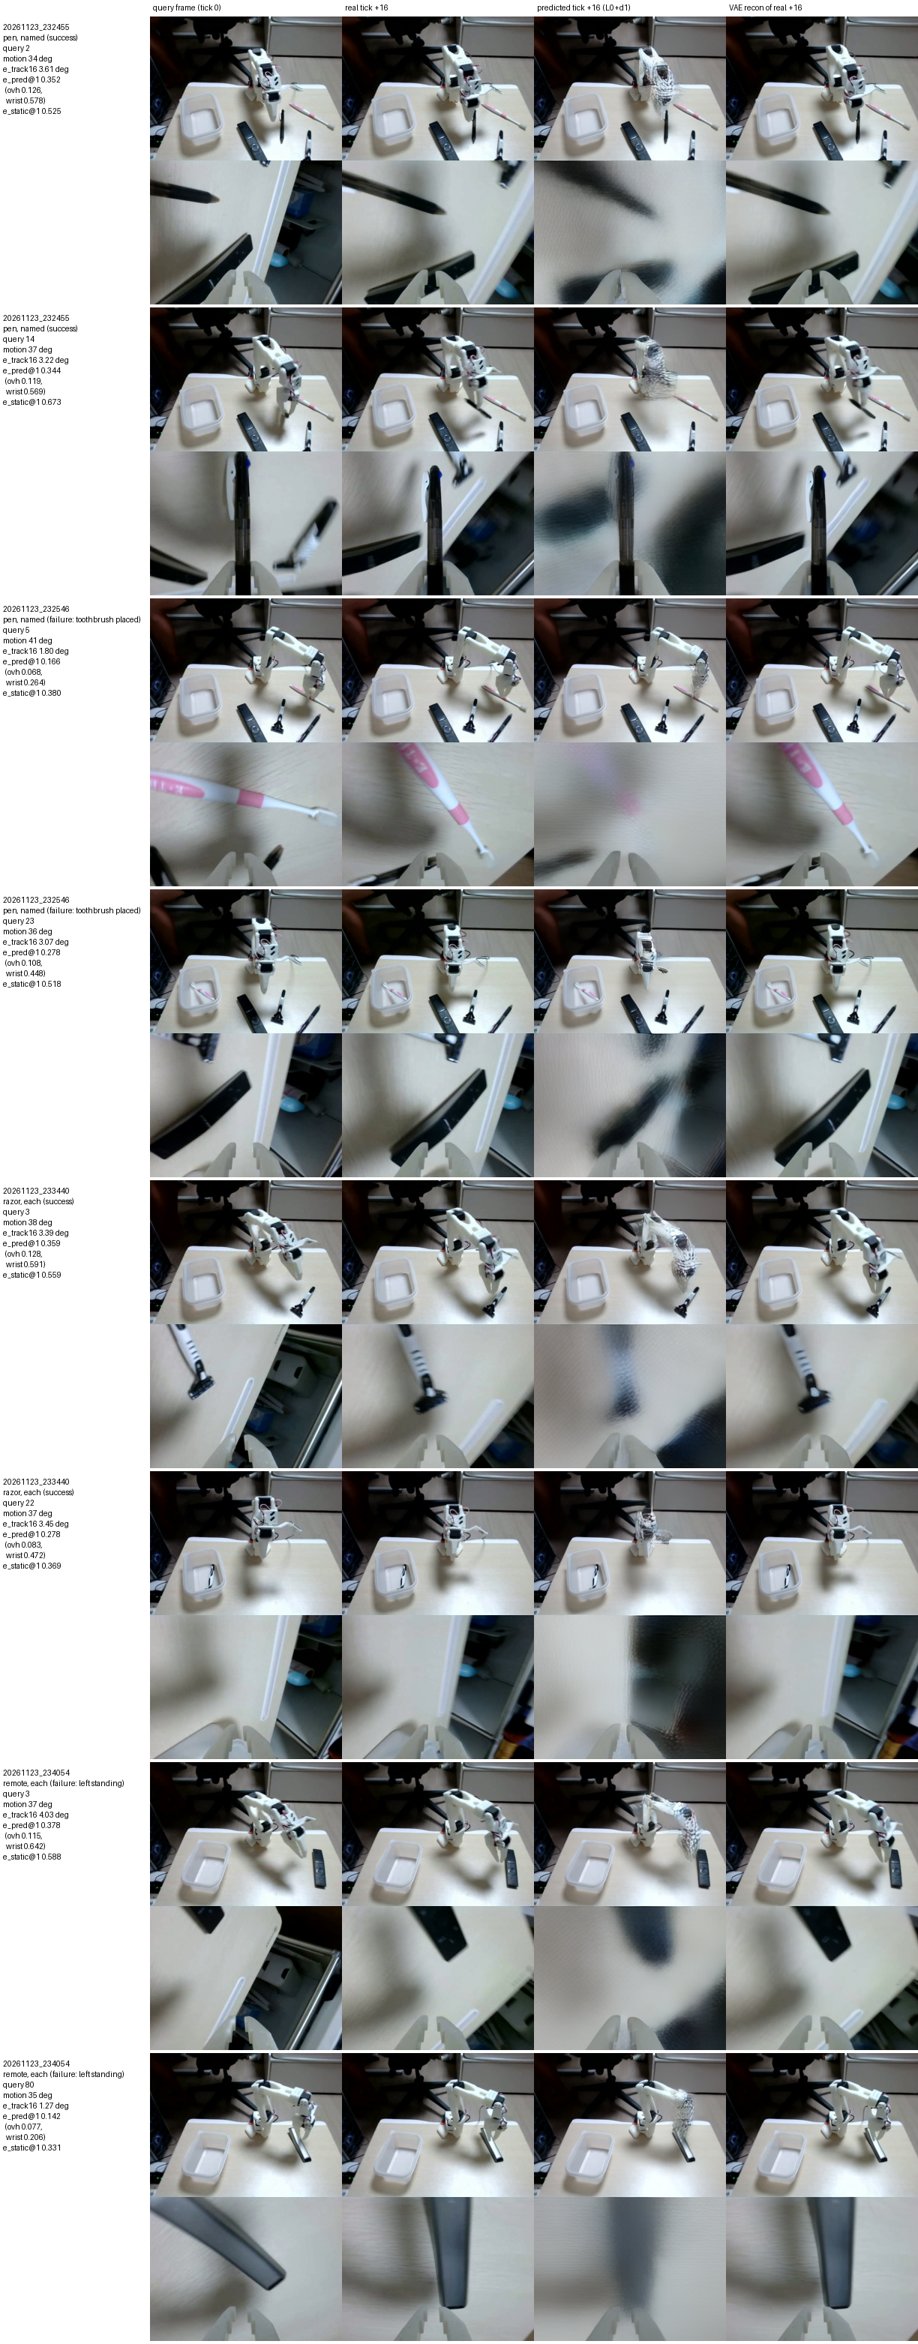 query frame (tick 0)
real tick +16
predicted tick +16 (L0+d1)
VAE recon of real +16
20261123_232455
pen, named (success)
query 2
motion 34 deg
e_track16 3.61 deg
e_pred@1 0.352
(ovh 0.126,
wrist 0.578)
e_static@1 0.525
20261123_232455
pen, named (success)
query 14
motion 37 deg
e_track16 3.22 deg
e_pred@1 0.344
(ovh 0.119,
wrist 0.569)
e_static@1 0.673
20261123_232546
pen, named (failure: toothbrush placed)
query 5
motion 41 deg
e_track16 1.80 deg
e_pred@1 0.166
(ovh 0.068,
wrist 0.264)
e_static@1 0.380
20261123_232546
pen, named (failure: toothbrush placed)
query 23
motion 36 deg
e_track16 3.07 deg
e_pred@1 0.278
(ovh 0.108,
wrist 0.448)
e_static@1 0.518
20261123_233440
razor, each (success)
query 3
motion 38 deg
e_track16 3.39 deg
e_pred@1 0.359
(ovh 0.128,
wrist 0.591)
e_static@1 0.559
20261123_233440
razor, each (success)
query 22
motion 37 deg
e_track16 3.45 deg
e_pred@1 0.278
(ovh 0.083,
wrist 0.472)
e_static@1 0.369
20261123_234054
remote, each (failure: left standing)
query 3
motion 37 deg
e_track16 4.03 deg
e_pred@1 0.378
(ovh 0.115,
wrist 0.642)
e_static@1 0.588
20261123_234054
remote, each (failure: left standing)
query 80
motion 35 deg
e_track16 1.27 deg
e_pred@1 0.142
(ovh 0.077,
wrist 0.206)
e_static@1 0.331